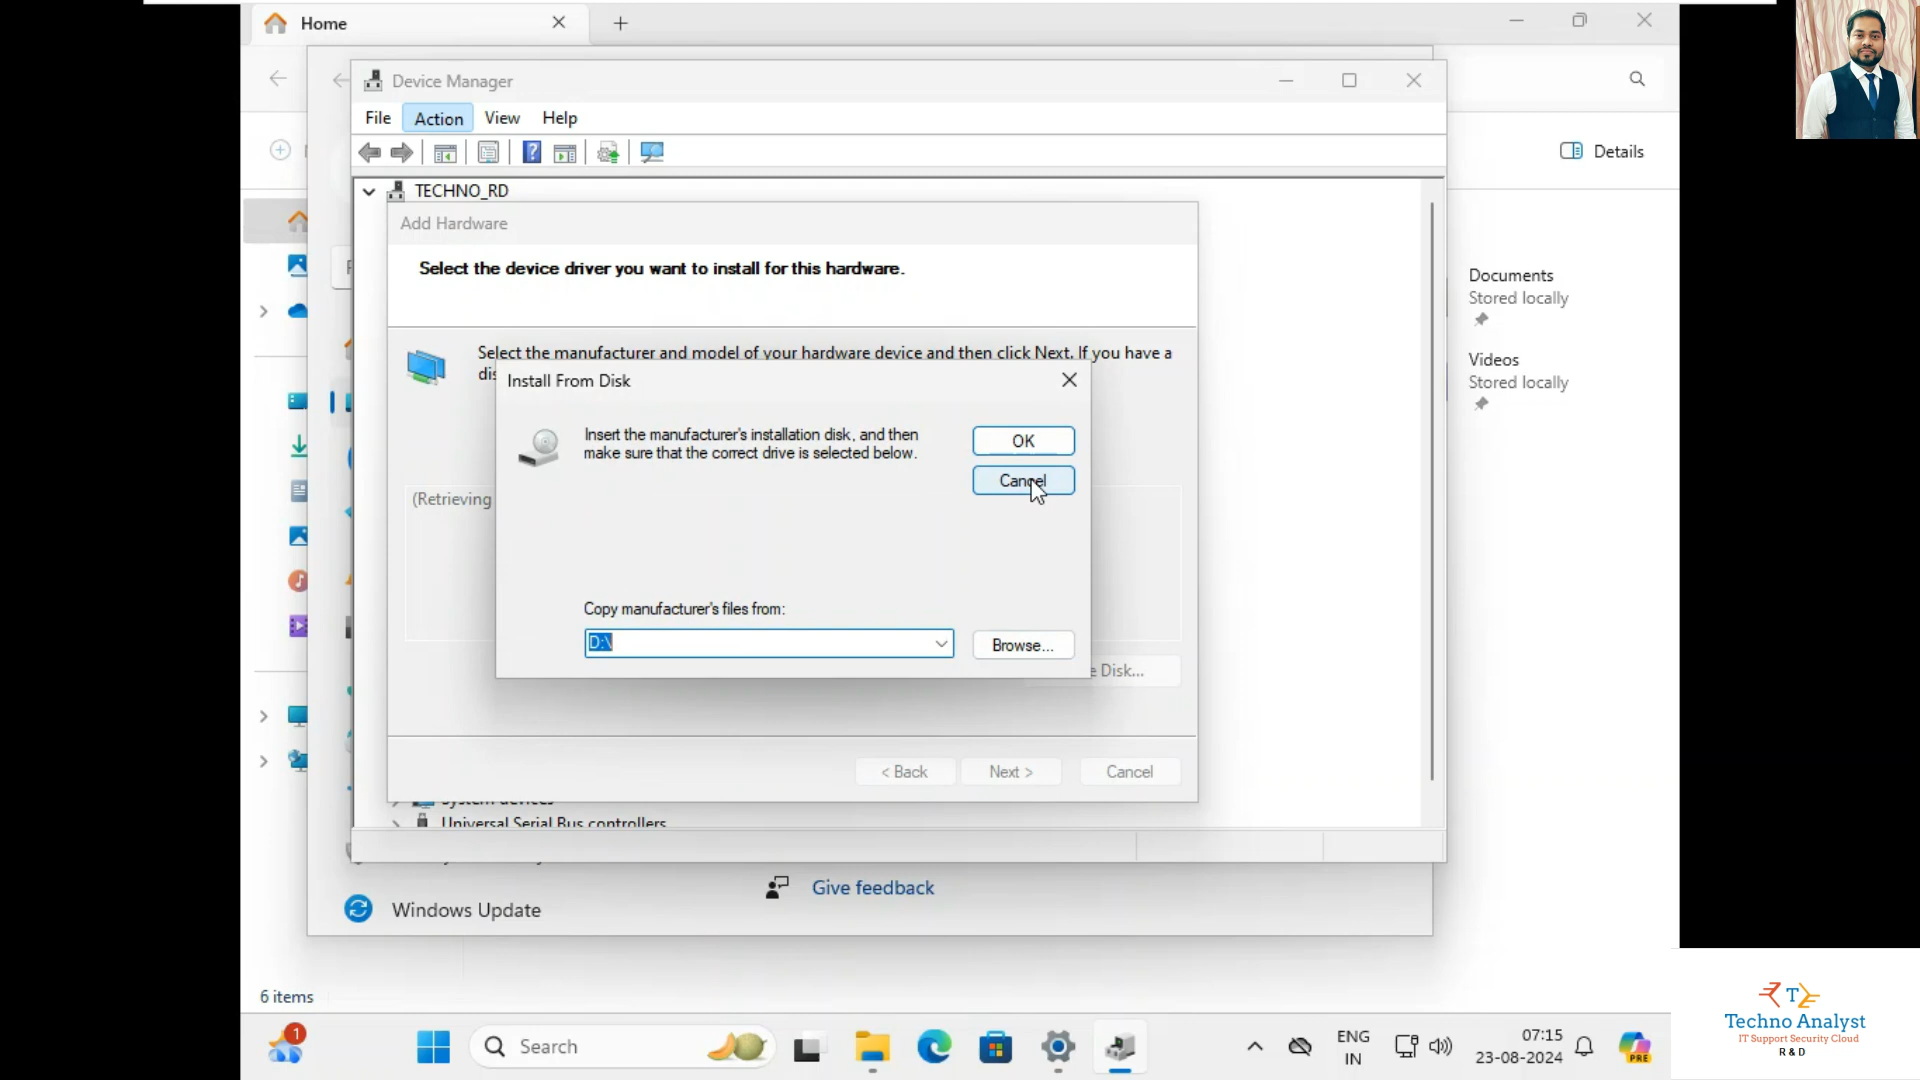 Home
Device Manager
File Action View Help
Details
TECHNO_RD
Add Hardware
Select the device driver you want to install for this hardware.
Documents
Stored locally
Videos
Stored locally
Select the manufacturer and model of your hardware device and then click Next. If you have a
Install From Disk
Insert the manufacturer's installation disk, and then
make sure that the correct drive is selected below.
OK
Cancel
(Retrieving
Copy manufacturer's files from:
D:\
Browse...
Disk...
< Back
Next >
Cancel
System devices
Universal Serial Bus controllers
Give feedback
Windows Update
6 items
1
Search
ENG
IN
07:15
23-08-2024
PRE
Techno Analyst
IT Support Security Cloud
R & D